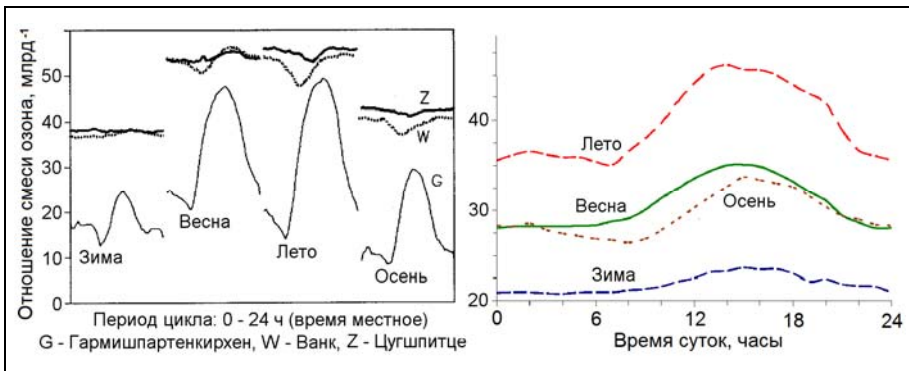 Отношение смеси озона, млрд⁻¹
60
50
40
30
20
10
0
Z
W
G
Зима
Весна
Лето
Осень
Период цикла: 0 - 24 ч (время местное)
G - Гармишпартенкирхен, W - Ванк, Z - Цугшпитце
40
30
20
Лето
Весна
Осень
Зима
0 6 12 18 24
Время суток, часы